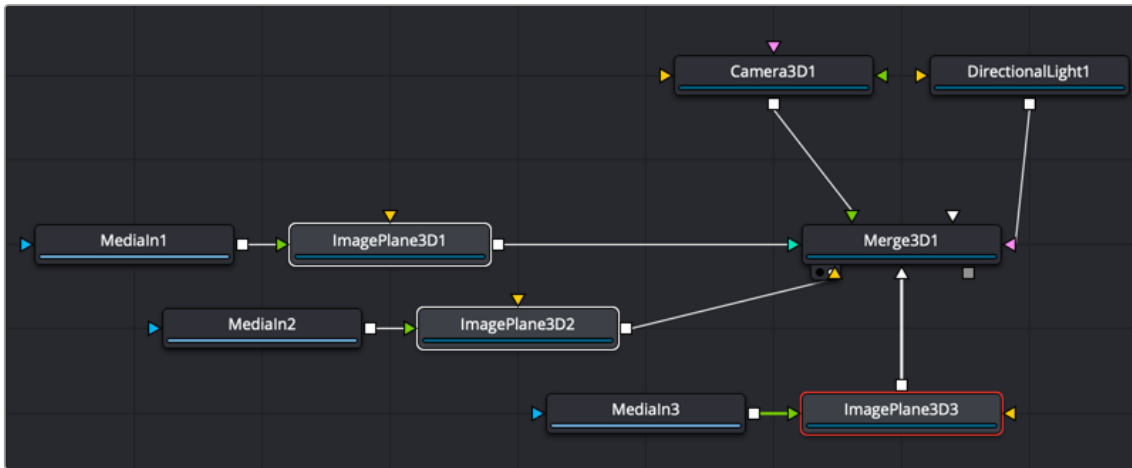 Camera3D1
DirectionalLight1
MediaIn1
ImagePlane3D1
Merge3D1
MediaIn2
ImagePlane3D2
MediaIn3
ImagePlane3D3